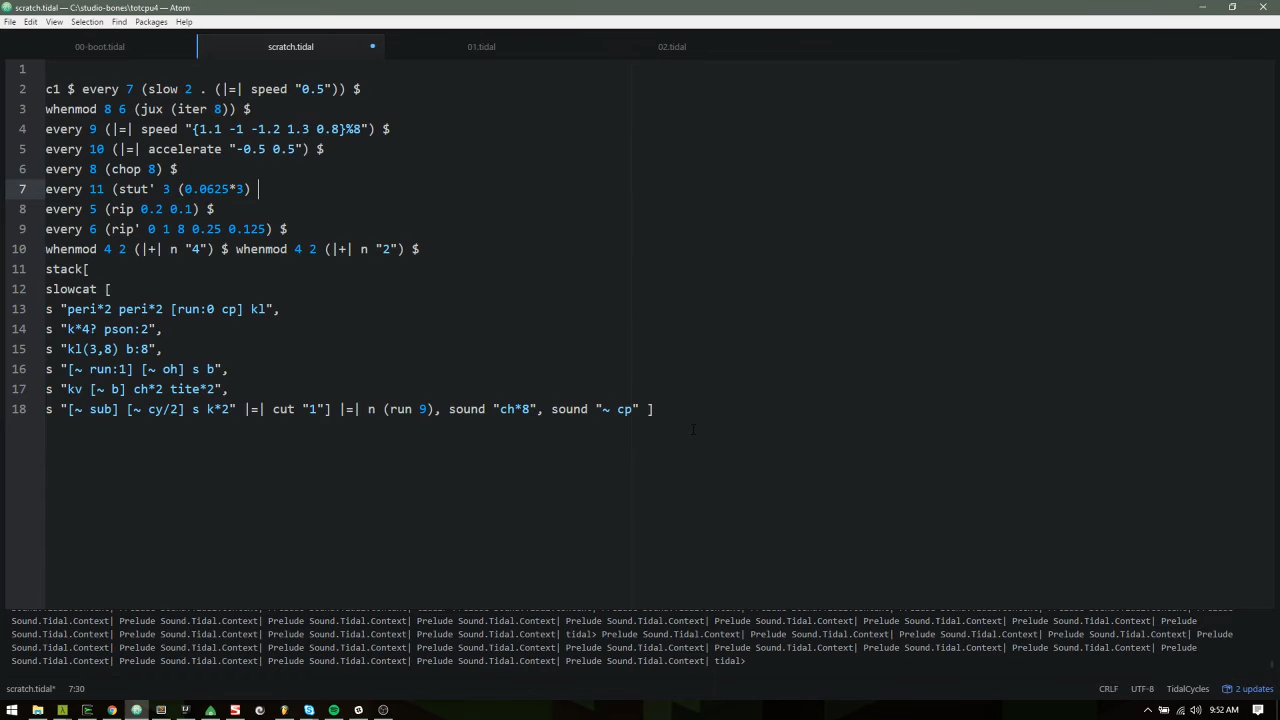 scratch.tidal — C:\studio-bones\totcpu4 — Atom
File Edit View Selection Find Packages Help
00-boot.tidal scratch.tidal 01.tidal 02.tidal
1
2 c1 $ every 7 (slow 2 . (|=| speed "0.5")) $
3 whenmod 8 6 (jux (iter 8)) $
4 every 9 (|=| speed "{1.1 -1 -1.2 1.3 0.8}%8") $
5 every 10 (|=| accelerate "-0.5 0.5") $
6 every 8 (chop 8) $
7 every 11 (stut' 3 (0.0625*3)
8 every 5 (rip 0.2 0.1) $
9 every 6 (rip' 0 1 8 0.25 0.125) $
10 whenmod 4 2 (|+| n "4") $ whenmod 4 2 (|+| n "2") $
11 stack[
12 slowcat [
13 s "peri*2 peri*2 [run:0 cp] kl",
14 s "k*4? pson:2",
15 s "kl(3,8) b:8",
16 s "[~ run:1] [~ oh] s b",
17 s "kv [~ b] ch*2 tite*2",
18 s "[~ sub] [~ cy/2] s k*2" |=| cut "1"] |=| n (run 9), sound "ch*8", sound "~ cp" ]
Sound.Tidal.Context| Prelude Sound.Tidal.Context| Prelude Sound.Tidal.Context| Prelude Sound.Tidal.Context| Prelude Sound.Tidal.Context| Prelude Sound.Tidal.Context| Prelude Sound.Tidal.Context| Prelude Sound.Tidal.Context| Prelude
Sound.Tidal.Context| Prelude Sound.Tidal.Context| Prelude Sound.Tidal.Context| Prelude Sound.Tidal.Context| tidal> Prelude Sound.Tidal.Context| Prelude Sound.Tidal.Context| Prelude Sound.Tidal.Context| Prelude Sound.Tidal.Context| Prelude
Sound.Tidal.Context| Prelude Sound.Tidal.Context| Prelude Sound.Tidal.Context| Prelude Sound.Tidal.Context| Prelude Sound.Tidal.Context| Prelude Sound.Tidal.Context| Prelude Sound.Tidal.Context| Prelude Sound.Tidal.Context| Prelude
Sound.Tidal.Context| Prelude Sound.Tidal.Context| Prelude Sound.Tidal.Context| Prelude Sound.Tidal.Context| Prelude Sound.Tidal.Context| tidal>
scratch.tidal* 7:30 CRLF UTF-8 TidalCycles 2 updates
9:52 AM